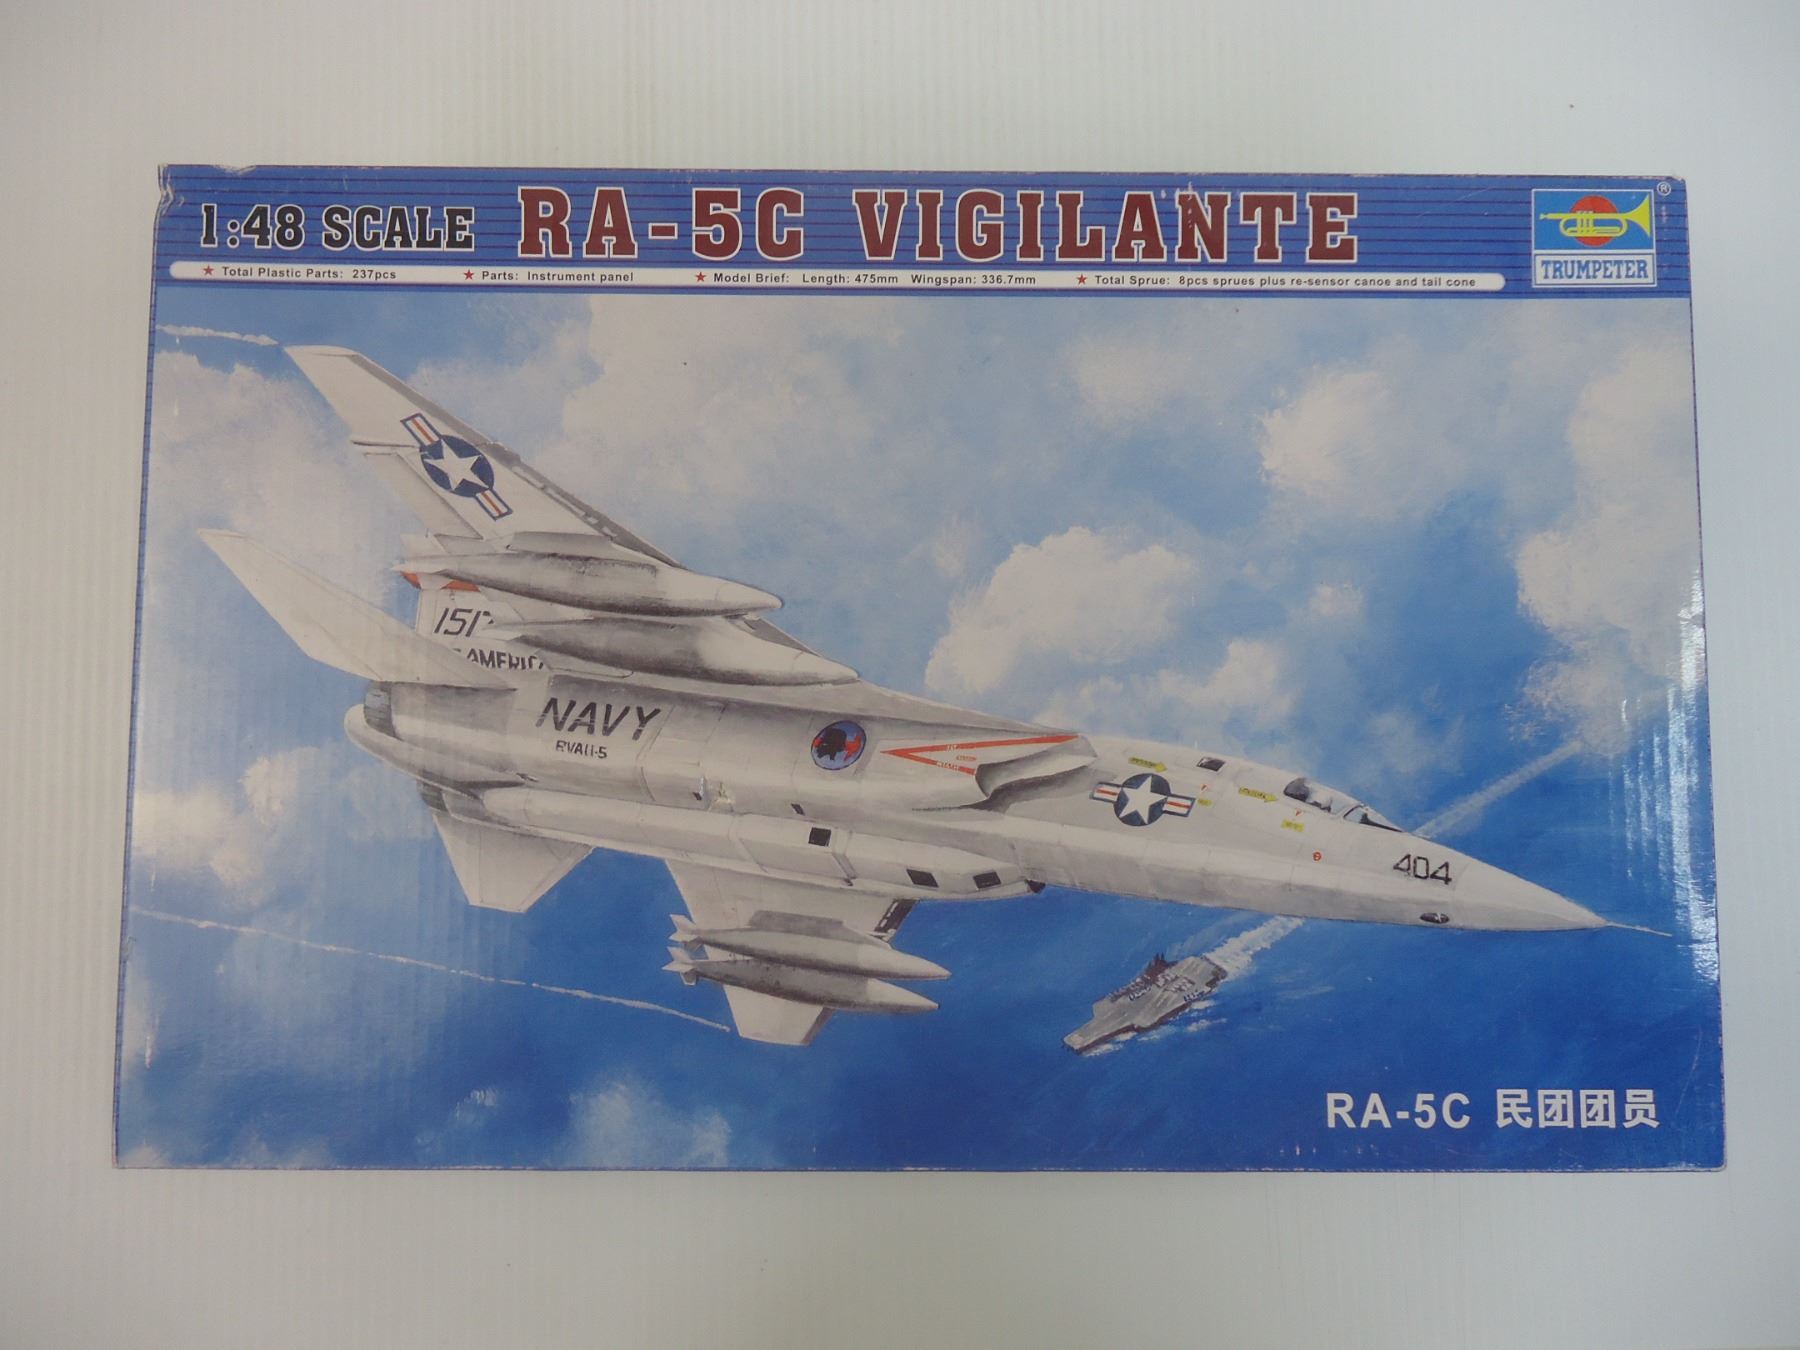 1:48 SCALE RA-5C VIGILANTE
®
TRUMPETER
★ Total Plastic Parts: 237pcs ★ Parts: Instrument panel ★ Model Brief: Length: 475mm Wingspan: 336.7mm ★ Total Sprue: 8pcs sprues plus re-sensor canoe and tail cone
151
AMERICA
NAVY
RVAH-5
404
RA-5C 民团团员